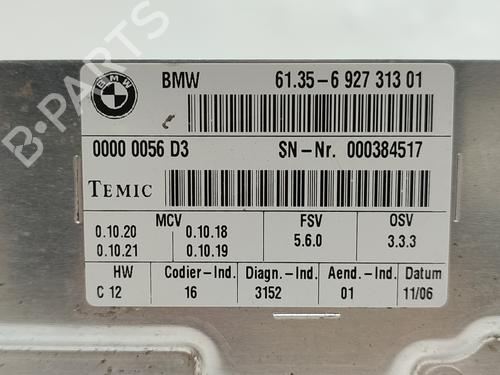 BMW
BMW 61.35-6 927 313 01
0000 0056 D3 SN-Nr. 000384517
TEMIC
MCV FSV OSV
0.10.20 0.10.18 5.6.0 3.3.3
0.10.21 0.10.19
HW Codier-Ind. Diagn.-Ind. Aend.-Ind. Datum
C 12 16 3152 01 11/06
B-PARTS